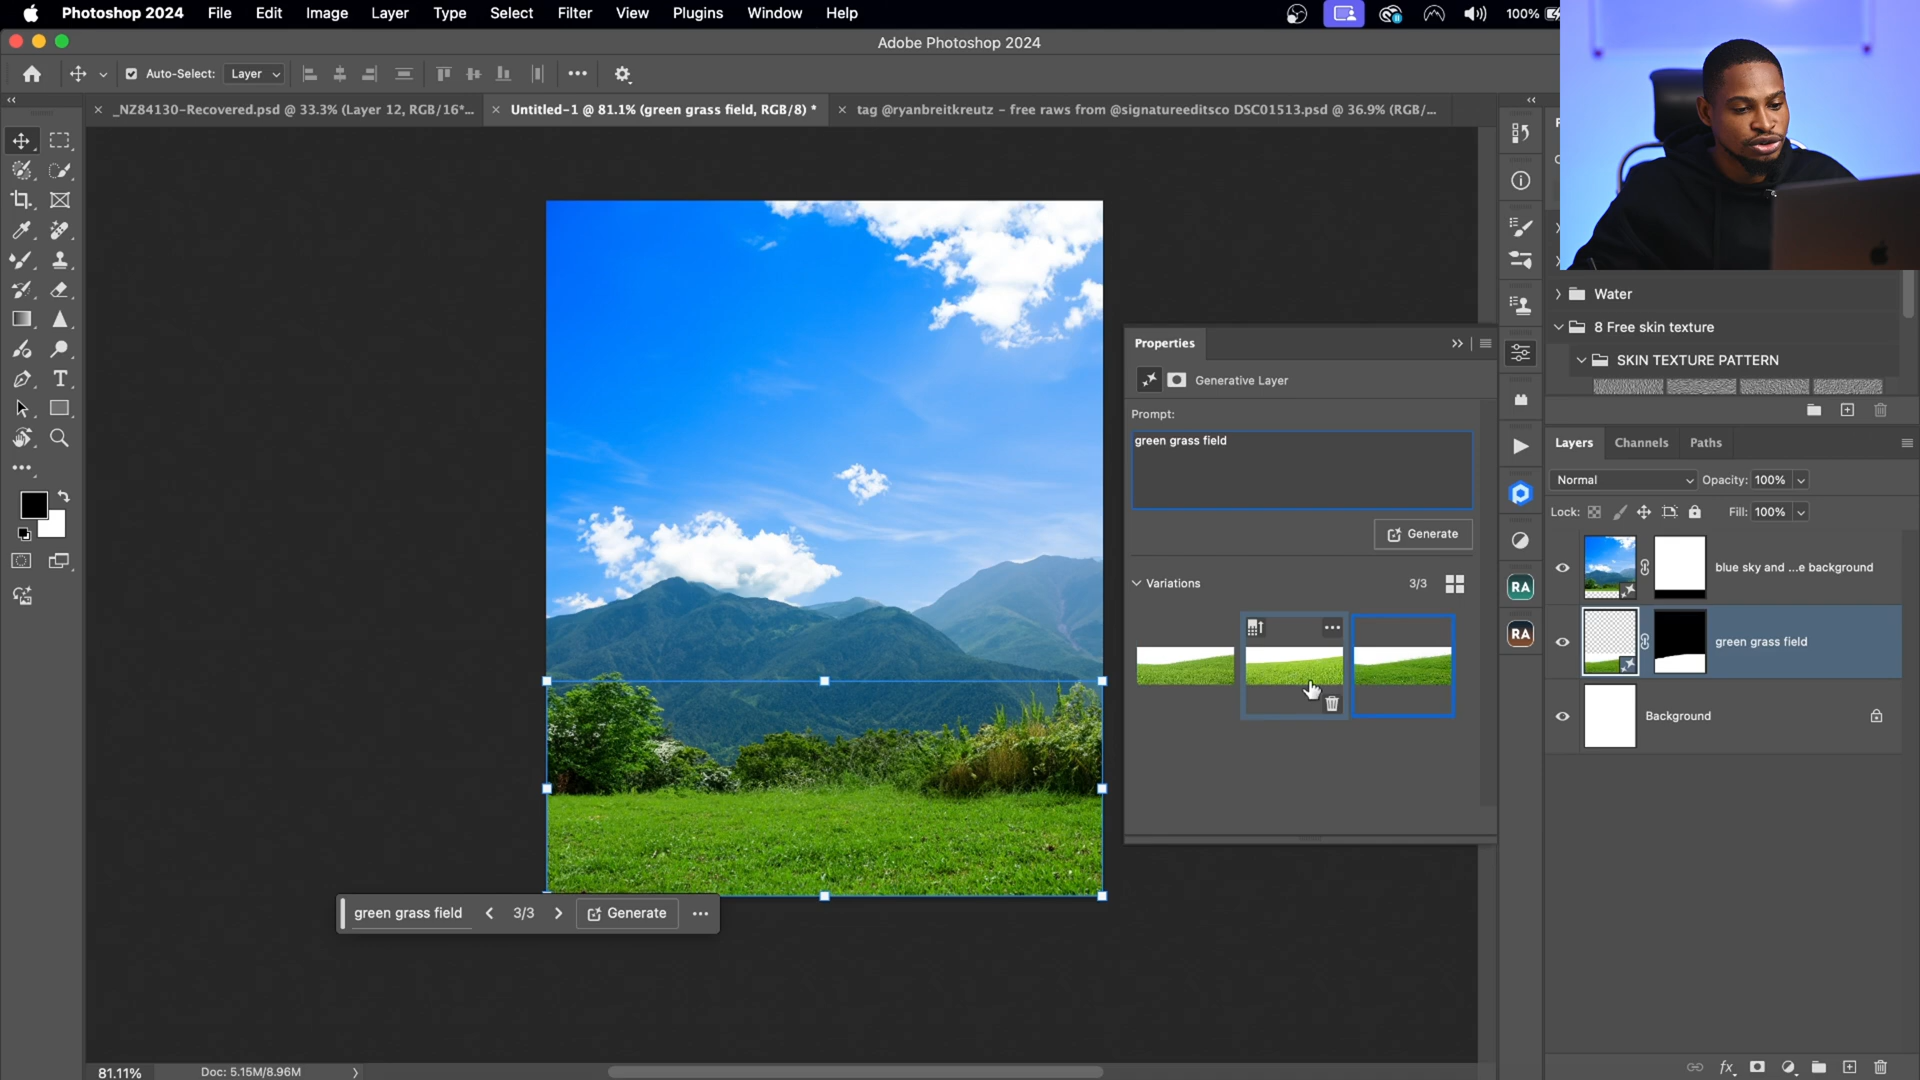 Photoshop 2024 File Edit Image Layer Type Select Filter View Plugins Window Help 100%
Adobe Photoshop 2024
Auto-Select: Layer
_NZ84130-Recovered.psd @ 33.3% (Layer 12, RGB/16*... Untitled-1 @ 81.1% (green grass field, RGB/8) * tag @ryanbreitkreutz - free raws from @signatureeditsco DSC01513.psd @ 36.9% (RGB/...
Water
8 Free skin texture
SKIN TEXTURE PATTERN
Properties
Generative Layer
Prompt:
green grass field
Generate
Variations 3/3
RA
RA
Layers Channels Paths
Normal Opacity: 100%
Lock: Fill: 100%
blue sky and ...e background
green grass field
Background
green grass field 3/3 Generate
81.11% Doc: 5.15M/8.96M